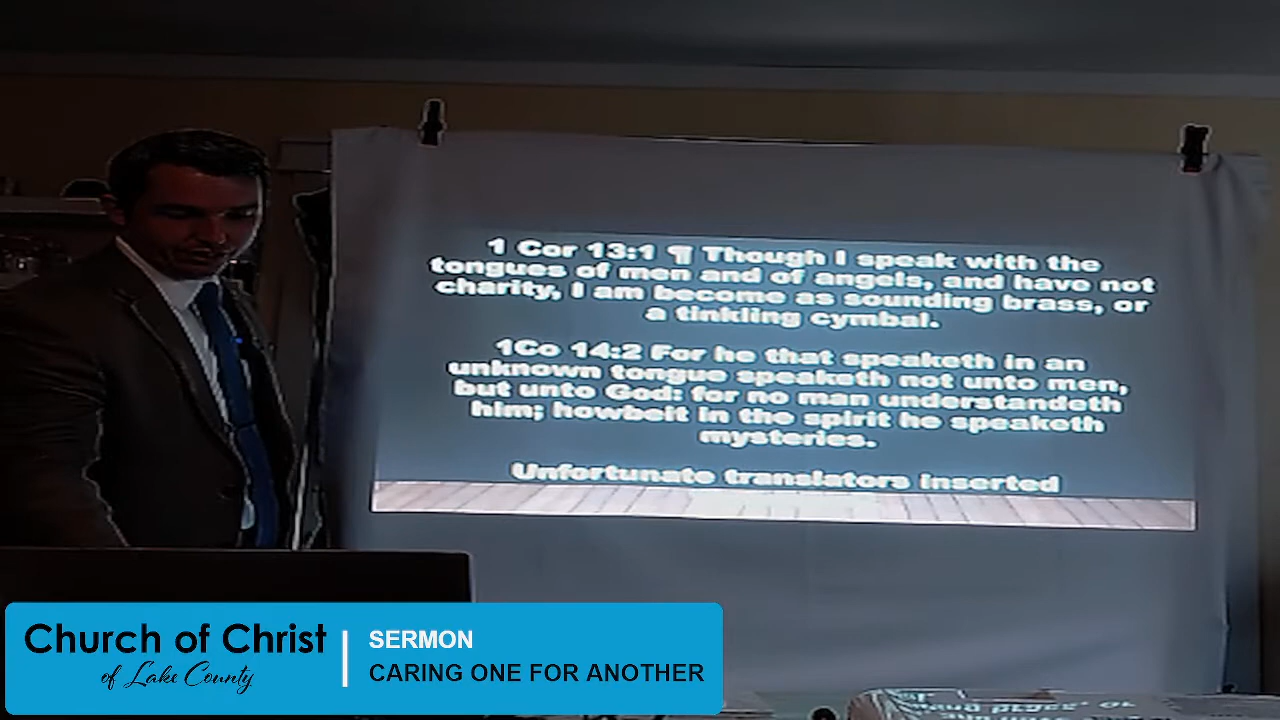 1 Cor 13:1 ¶ Though I speak with the
tongues of men and of angels, and have not
charity, I am become as sounding brass, or
a tinkling cymbal.
1Co 14:2 For he that speaketh in an
unknown tongue speaketh not unto men,
but unto God: for no man understandeth
him; howbeit in the spirit he speaketh
mysteries.
Unfortunate translators inserted
Church of Christ
of Lake County
SERMON
CARING ONE FOR ANOTHER